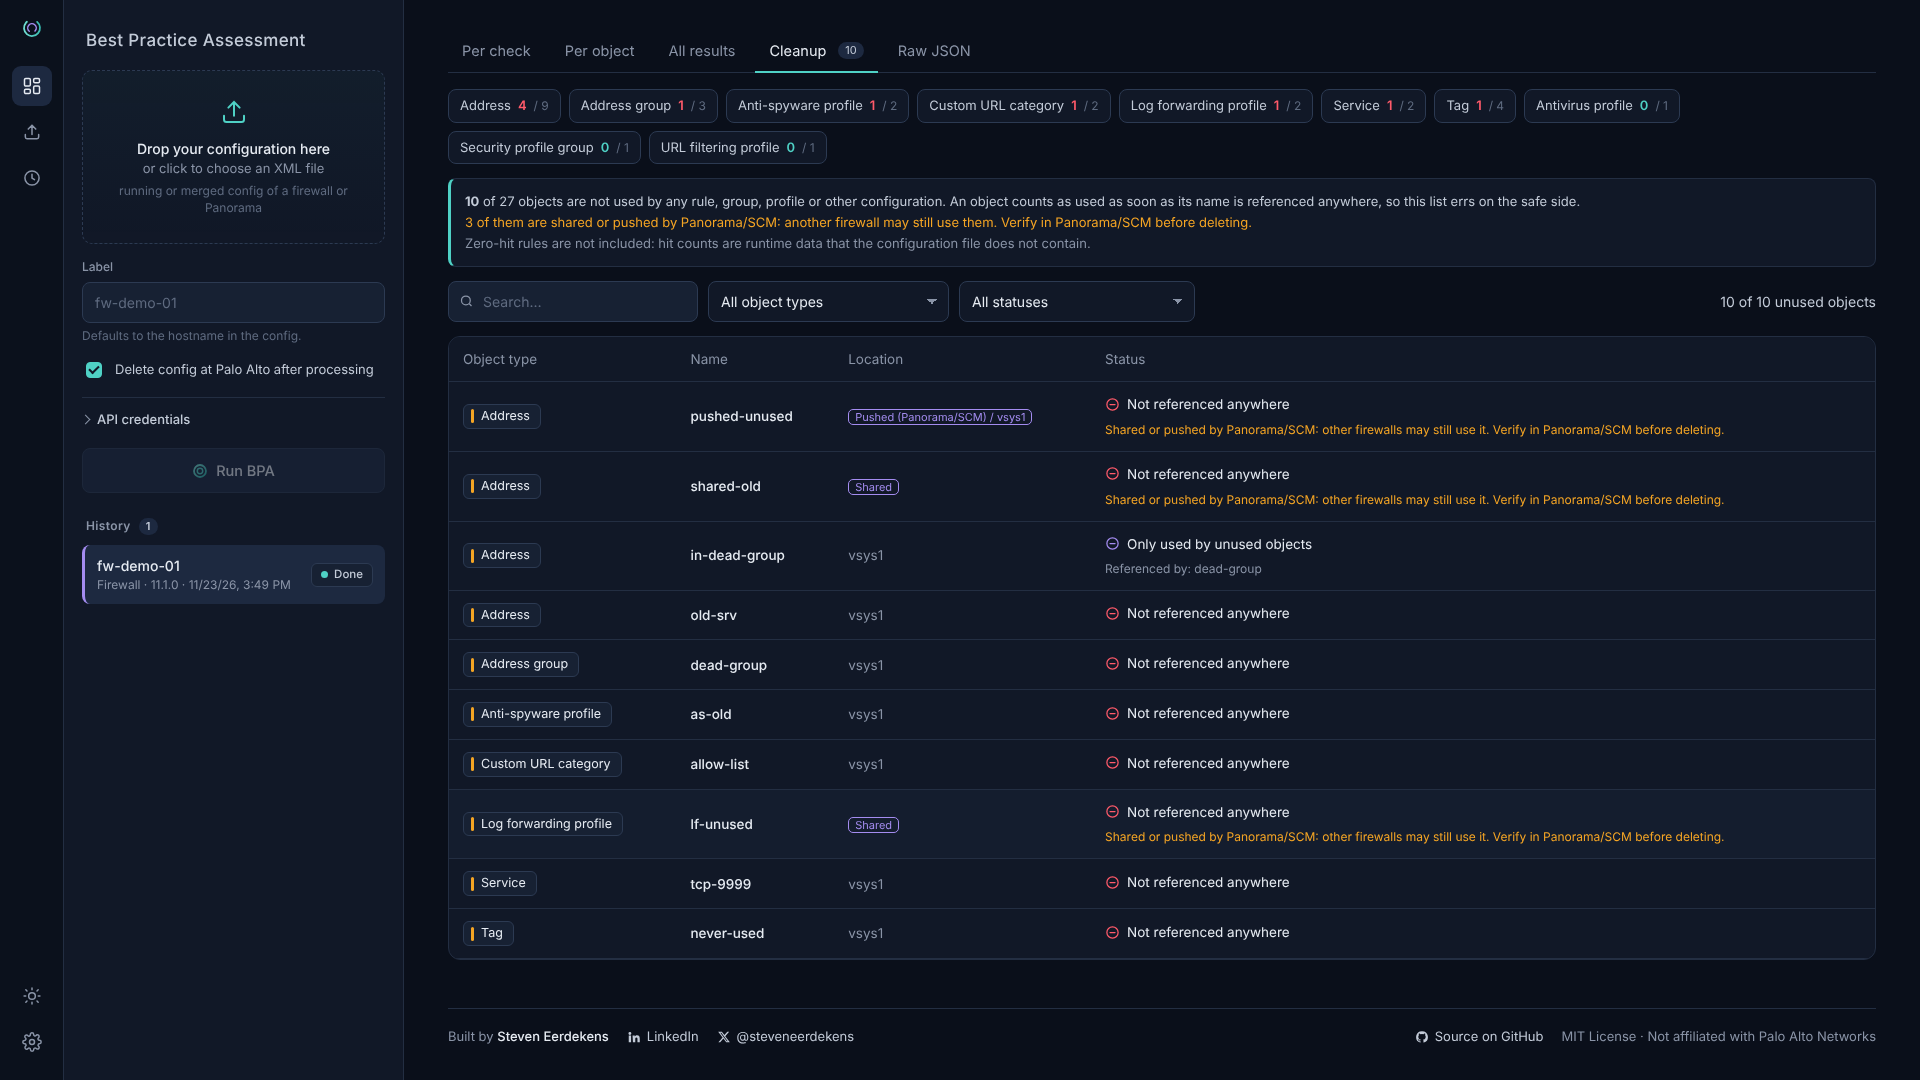 Best Practice Assessment
Drop your configuration here
or click to choose an XML file
running or merged config of a firewall or
Panorama
Label
fw-demo-01
Defaults to the hostname in the config.
Delete config at Palo Alto after processing
API credentials
Run BPA
History 1
fw-demo-01
Firewall · 11.1.0 · 11/23/26, 3:49 PM
Done
Per check
Per object
All results
Cleanup 10
Raw JSON
Address 4 / 9
Address group 1 / 3
Anti-spyware profile 1 / 2
Custom URL category 1 / 2
Log forwarding profile 1 / 2
Service 1 / 2
Tag 1 / 4
Antivirus profile 0 / 1
Security profile group 0 / 1
URL filtering profile 0 / 1
10 of 27 objects are not used by any rule, group, profile or other configuration. An object counts as used as soon as its name is referenced anywhere, so this list errs on the safe side.
3 of them are shared or pushed by Panorama/SCM: another firewall may still use them. Verify in Panorama/SCM before deleting.
Zero-hit rules are not included: hit counts are runtime data that the configuration file does not contain.
Search...
All object types
All statuses
10 of 10 unused objects
Object type Name Location Status
Address pushed-unused Pushed (Panorama/SCM) / vsys1 Not referenced anywhere
Shared or pushed by Panorama/SCM: other firewalls may still use it. Verify in Panorama/SCM before deleting.
Address shared-old Shared Not referenced anywhere
Shared or pushed by Panorama/SCM: other firewalls may still use it. Verify in Panorama/SCM before deleting.
Address in-dead-group vsys1 Only used by unused objects
Referenced by: dead-group
Address old-srv vsys1 Not referenced anywhere
Address group dead-group vsys1 Not referenced anywhere
Anti-spyware profile as-old vsys1 Not referenced anywhere
Custom URL category allow-list vsys1 Not referenced anywhere
Log forwarding profile lf-unused Shared Not referenced anywhere
Shared or pushed by Panorama/SCM: other firewalls may still use it. Verify in Panorama/SCM before deleting.
Service tcp-9999 vsys1 Not referenced anywhere
Tag never-used vsys1 Not referenced anywhere
Built by Steven Eerdekens LinkedIn @steveneerdekens
Source on GitHub MIT License · Not affiliated with Palo Alto Networks